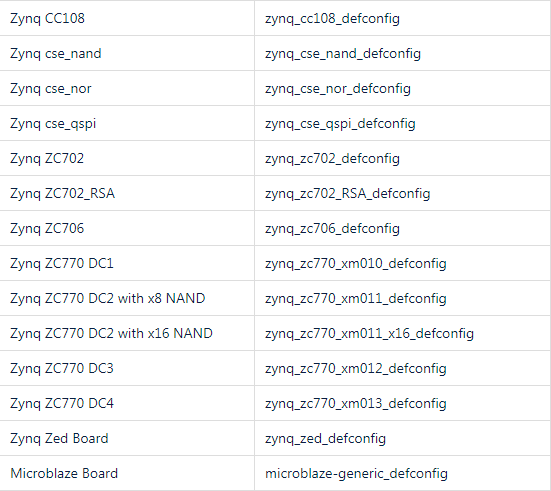 Zynq CC108 zynq_cc108_defconfig
Zynq cse_nand zynq_cse_nand_defconfig
Zynq cse_nor zynq_cse_nor_defconfig
Zynq cse_qspi zynq_cse_qspi_defconfig
Zynq ZC702 zynq_zc702_defconfig
Zynq ZC702_RSA zynq_zc702_RSA_defconfig
Zynq ZC706 zynq_zc706_defconfig
Zynq ZC770 DC1 zynq_zc770_xm010_defconfig
Zynq ZC770 DC2 with x8 NAND zynq_zc770_xm011_defconfig
Zynq ZC770 DC2 with x16 NAND zynq_zc770_xm011_x16_defconfig
Zynq ZC770 DC3 zynq_zc770_xm012_defconfig
Zynq ZC770 DC4 zynq_zc770_xm013_defconfig
Zynq Zed Board zynq_zed_defconfig
Microblaze Board microblaze-generic_defconfig